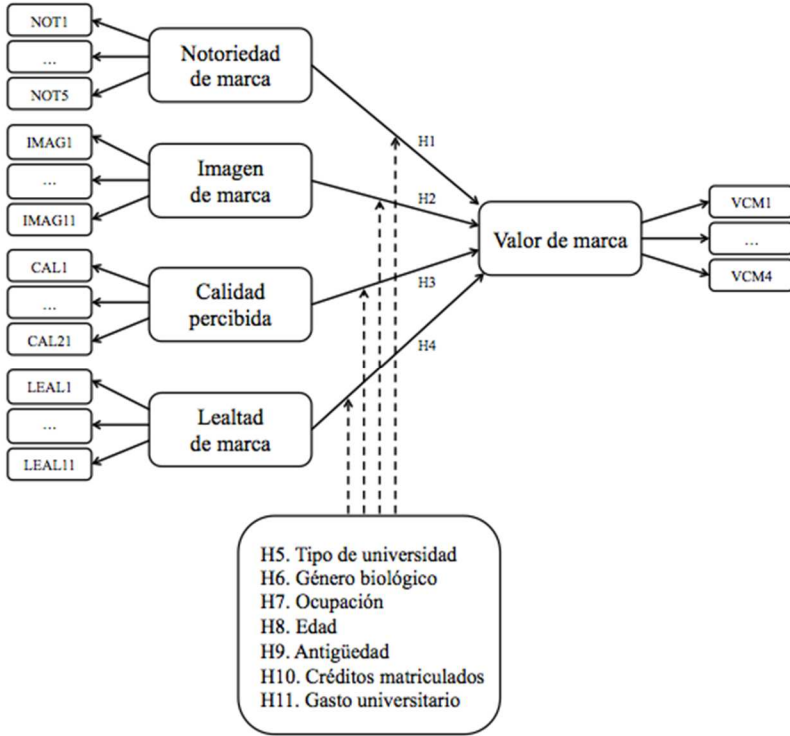 NOT1
...
NOT5
Notoriedad
de marca
IMAG1
...
IMAG11
Imagen
de marca
CAL1
...
CAL21
Calidad
percibida
LEAL1
...
LEAL11
Lealtad
de marca
H1
H2
H3
H4
Valor de marca
VCM1
...
VCM4
H5. Tipo de universidad
H6. Género biológico
H7. Ocupación
H8. Edad
H9. Antigüedad
H10. Créditos matriculados
H11. Gasto universitario